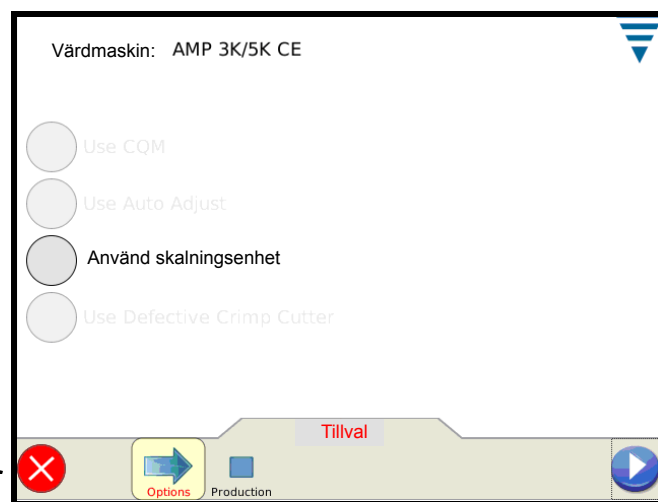 Värdmaskin: AMP 3K/5K CE
Use CQM
Use Auto Adjust
Använd skalningsenhet
Use Defective Crimp Cutter
Tillval
Options Production